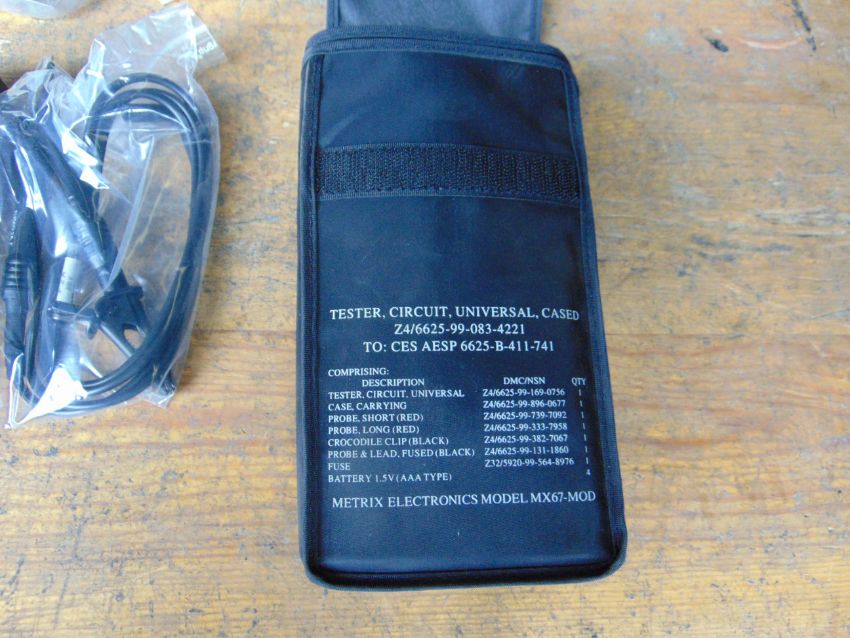 TESTER, CIRCUIT, UNIVERSAL, CASED
Z4/6625-99-083-4221
TO: CES AESP 6625-B-411-741
COMPRISING:
DESCRIPTION DMC/NSN QTY
TESTER, CIRCUIT, UNIVERSAL Z4/6625-99-169-0756 1
CASE, CARRYING Z4/6625-99-896-0677 1
PROBE, SHORT (RED) Z4/6625-99-739-7092 1
PROBE, LONG (RED) Z4/6625-99-333-7958 1
CROCODILE CLIP (BLACK) Z4/6625-99-382-7067 1
PROBE & LEAD, FUSED (BLACK) Z4/6625-99-131-1860 1
FUSE Z32/5920-99-564-8976 1
BATTERY 1.5V (AAA TYPE) 4
METRIX ELECTRONICS MODEL MX67-MOD